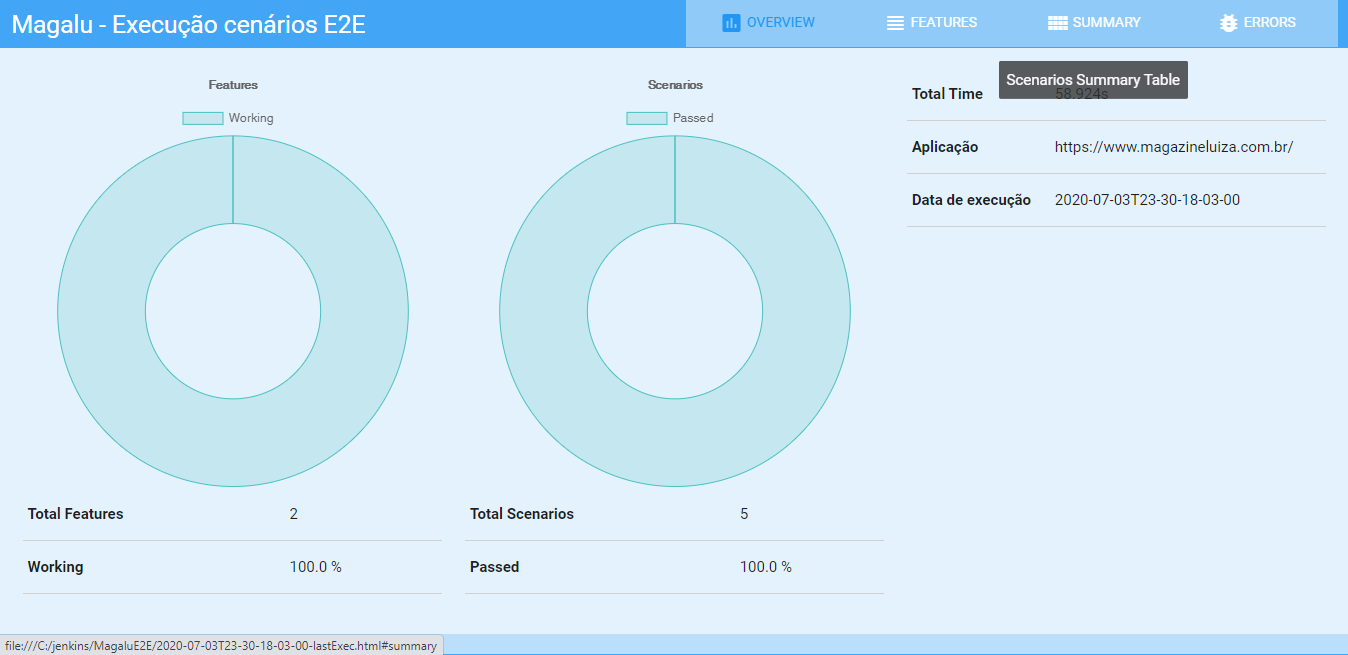 Magalu - Execução cenários E2E
OVERVIEW
FEATURES
SUMMARY
ERRORS
Scenarios Summary Table
Features
Working
Total Features 2
Working 100.0 %
Scenarios
Passed
Total Scenarios 5
Passed 100.0 %
Total Time 58.924s
Aplicação https://www.magazineluiza.com.br/
Data de execução 2020-07-03T23-30-18-03-00
file:///C:/jenkins/MagaluE2E/2020-07-03T23-30-18-03-00-lastExec.html#summary